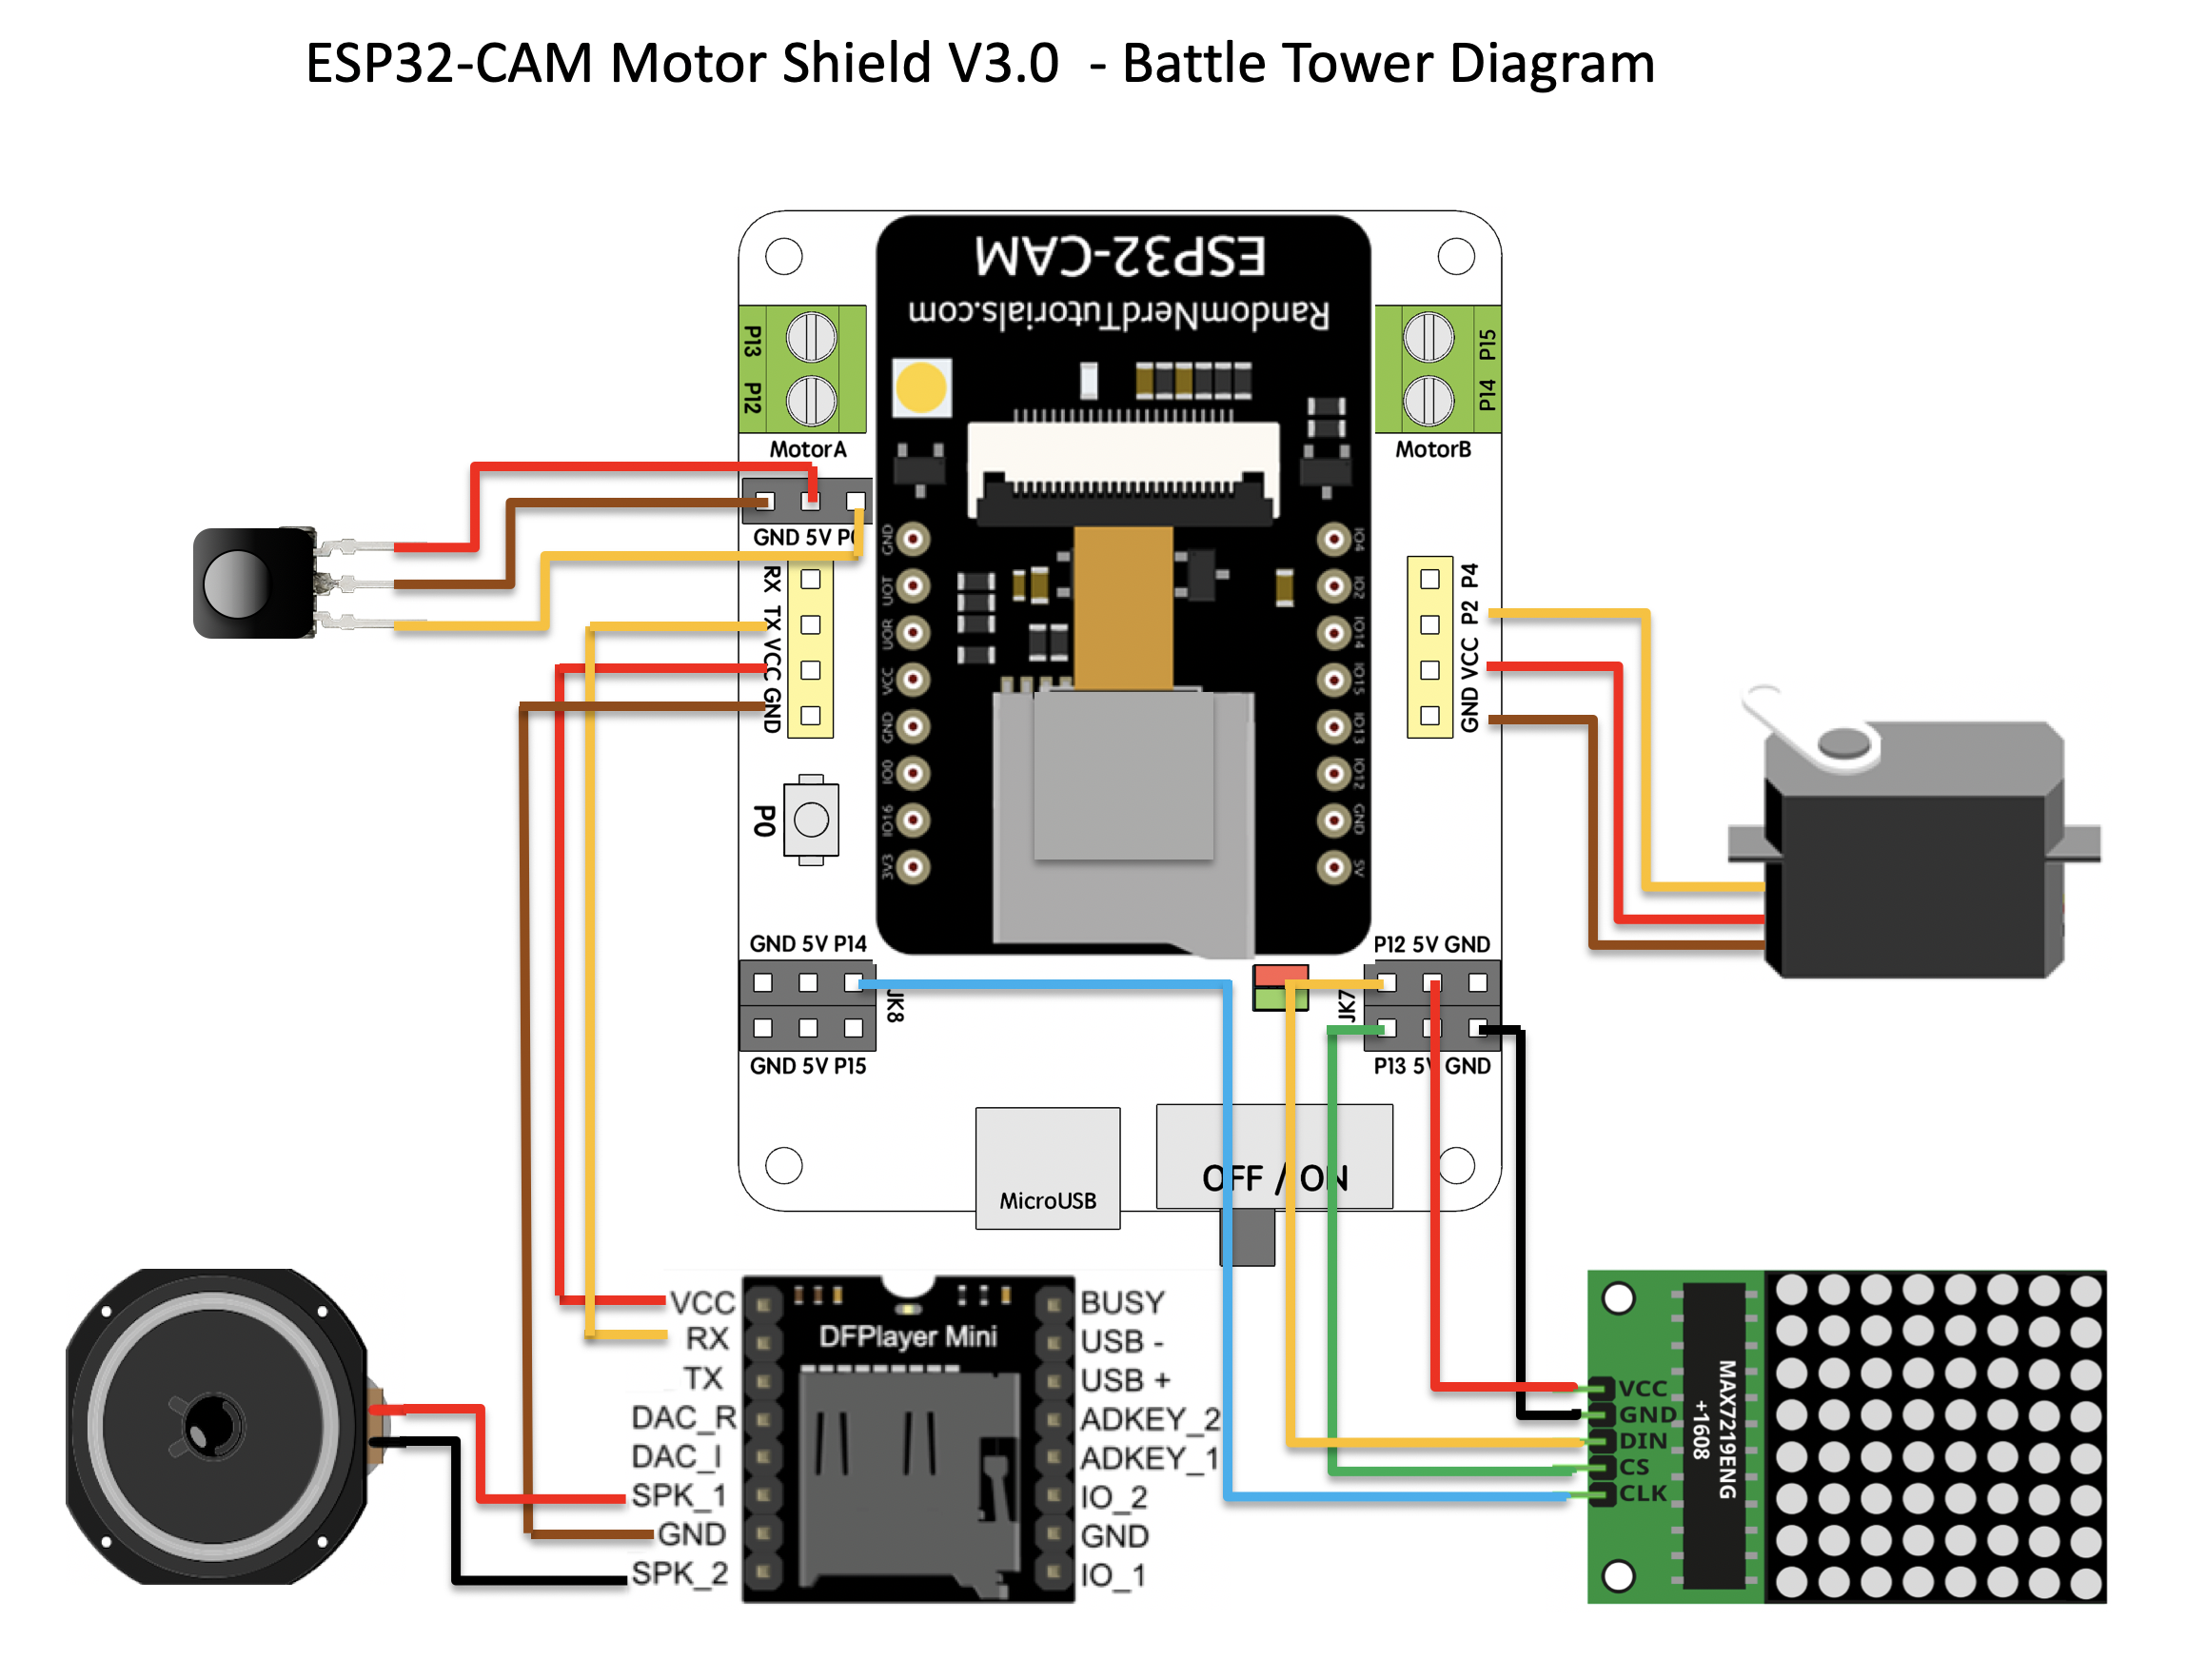 ESP32-CAM Motor Shield V3.0 - Battle Tower Diagram
ESP32-CAM
RandomNerdTutorials.com
P13
P12
MotorA
P15
P14
MotorB
GND 5V
RX
TX
VCC
GND
P4
P2
VCC
GND
GND
UOT
UOR
VCC
GND
IO0
IO16
3V3
IO4
IO2
IO14
IO15
IO13
IO12
GND
5V
P0
GND 5V P14
JK8
GND 5V P15
P12 5V GND
JK7
P13 5V GND
MicroUSB
OFF / ON
VCC
RX
TX
DAC_R
DAC_I
SPK_1
GND
SPK_2
DFPlayer Mini
BUSY
USB -
USB +
ADKEY_2
ADKEY_1
IO_2
GND
IO_1
VCC
GND
DIN
CS
CLK
MAX7219ENG
+1608